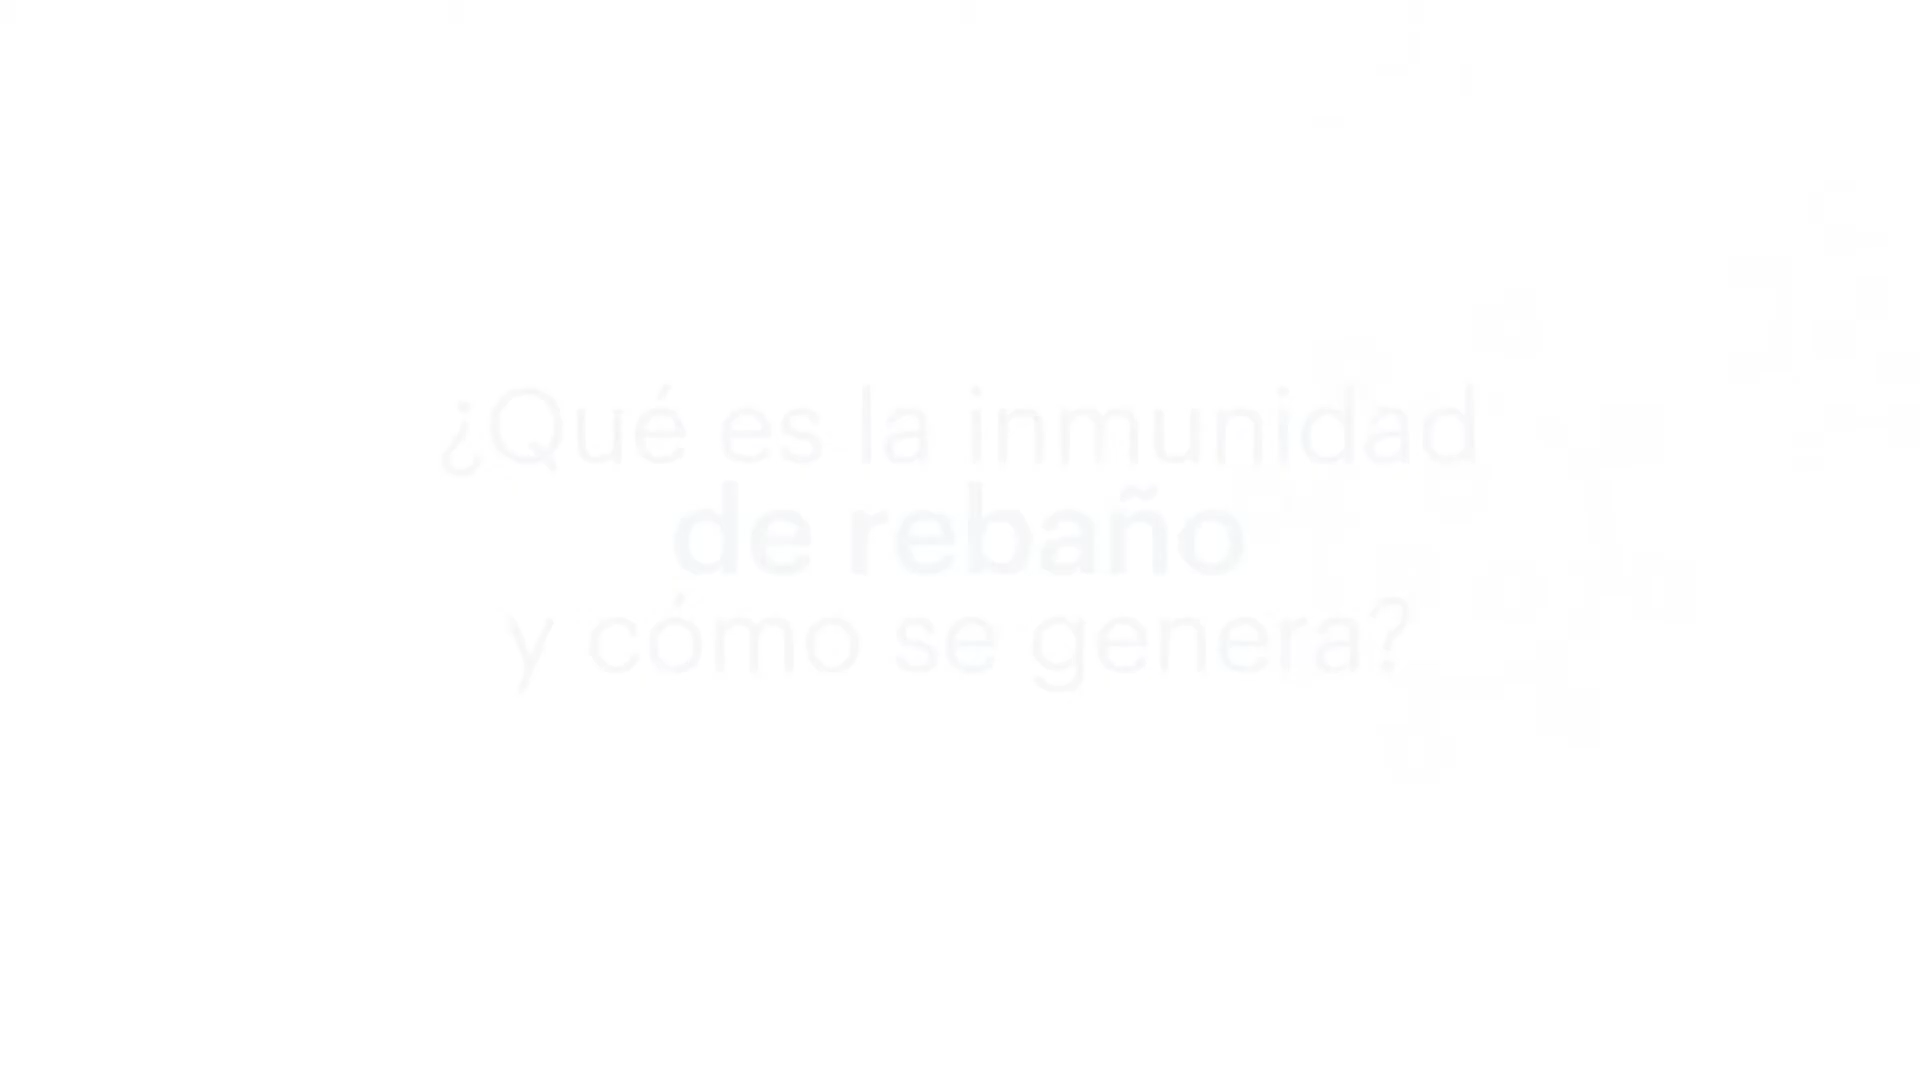 ¿Qué es la inmunidad
de rebaño
y cómo se genera?